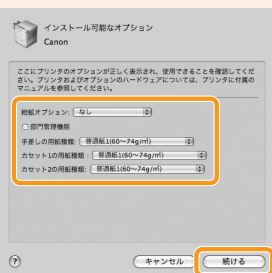 インストール可能なオプション
Canon
ここにプリンタのオプションが正しく表示され、使用できることを確認してくだ
さい。プリンタおよびオプションのハードウェアについては、プリンタに付属の
マニュアルを参照してください。
給紙オプション: なし
部門管理機能
手差しの用紙種類: 普通紙1(60〜74g/㎡)
カセット1の用紙種類: 普通紙1(60〜74g/㎡)
カセット2の用紙種類: 普通紙1(60〜74g/㎡)
? キャンセル 続ける